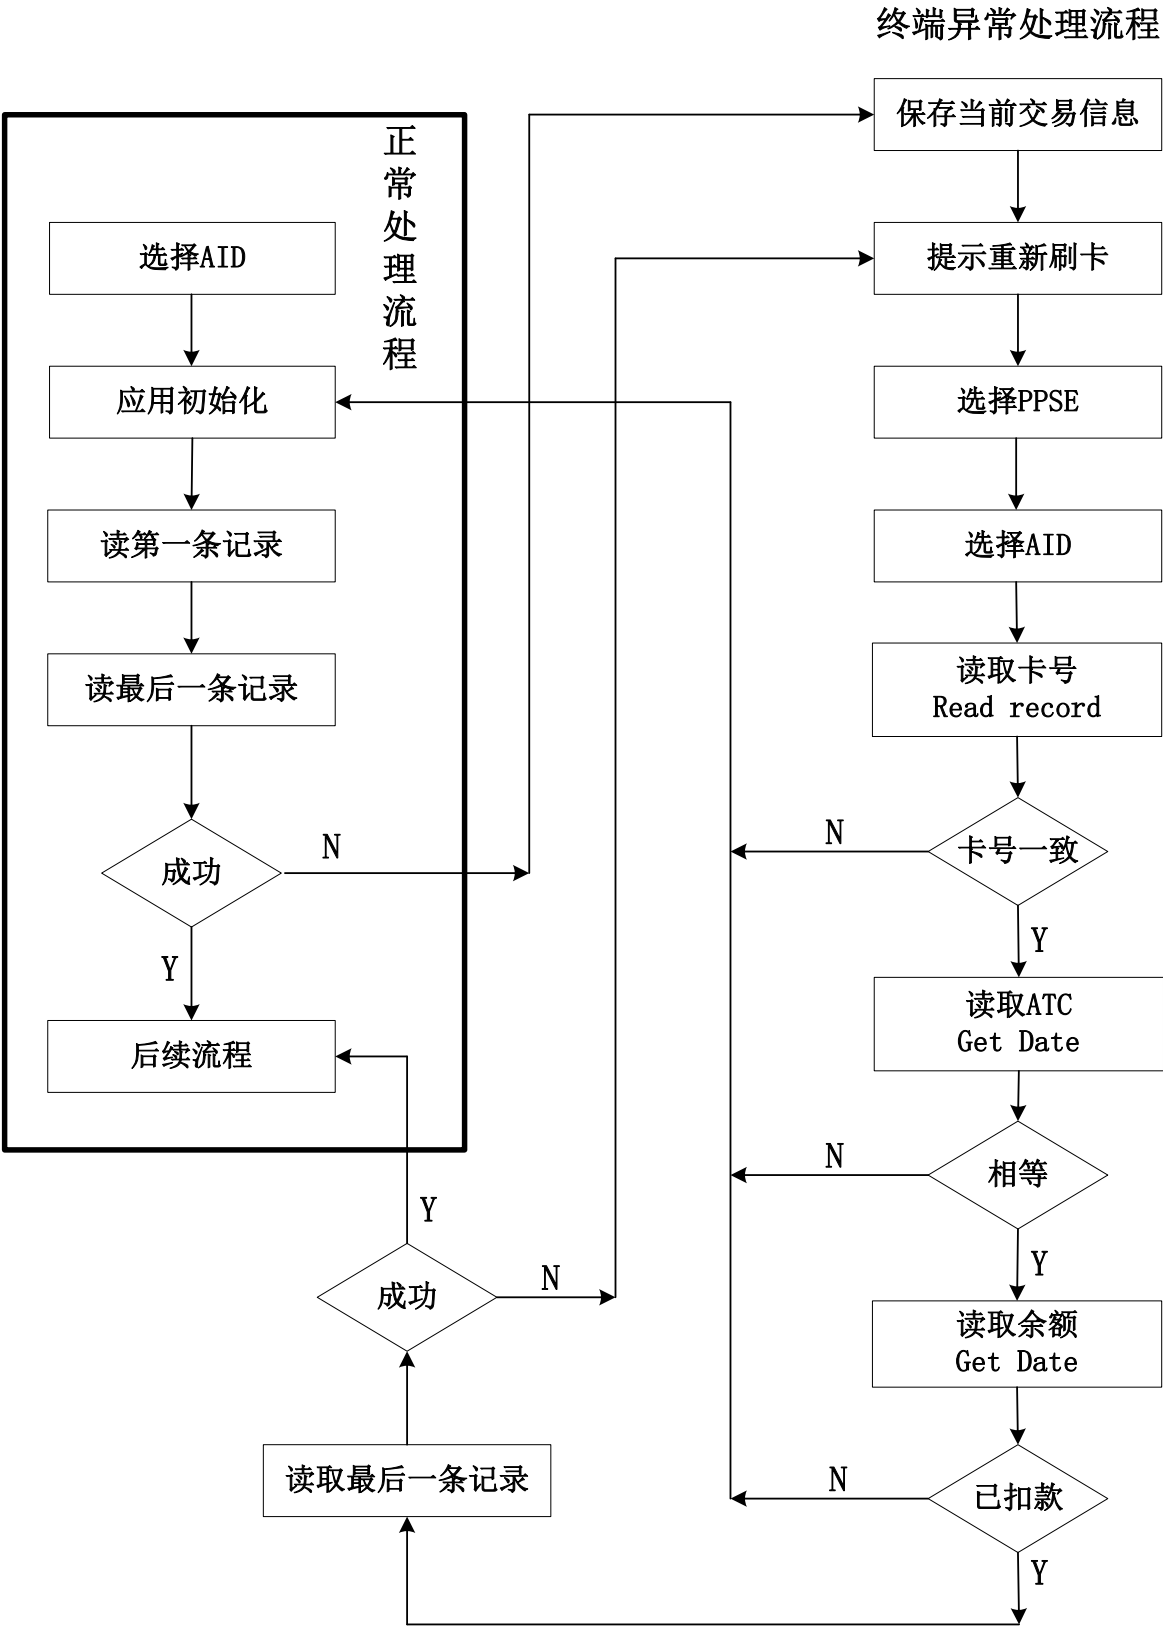 终端异常处理流程
正常处理流程
选择AID
应用初始化
读第一条记录
读最后一条记录
成功
N
Y
后续流程
保存当前交易信息
提示重新刷卡
选择PPSE
选择AID
读取卡号
Read record
卡号一致
N
Y
读取ATC
Get Date
相等
N
Y
读取余额
Get Date
已扣款
N
Y
读取最后一条记录
成功
Y
N